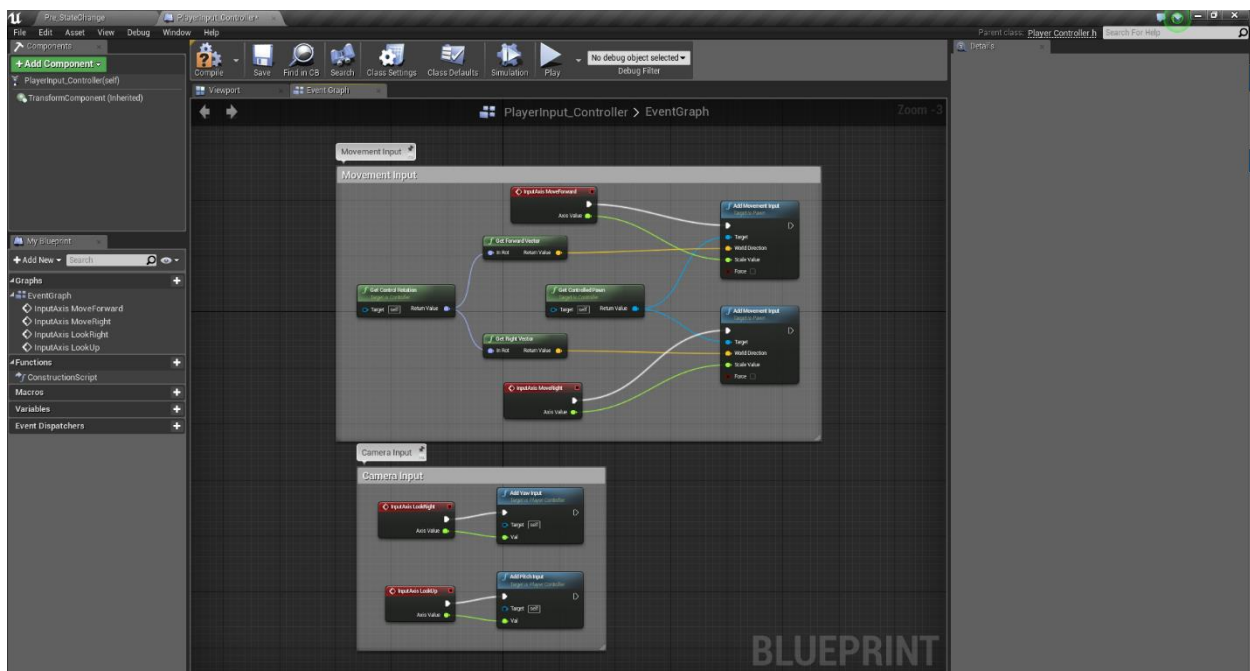 Pre_StateChange
PlayerInput_Controller*
File Edit Asset View Debug Window Help
Parent class: Player Controller.h
Search For Help
Components
+Add Component
PlayerInput_Controller(self)
TransformComponent (Inherited)
Compile
Save
Find in CB
Search
Class Settings
Class Defaults
Simulation
Play
No debug object selected
Debug Filter
Details
Viewport
Event Graph
PlayerInput_Controller > EventGraph
Zoom -3
My Blueprint
+Add New
Search
Graphs
EventGraph
InputAxis MoveForward
InputAxis MoveRight
InputAxis LookRight
InputAxis LookUp
Functions
ConstructionScript
Macros
Variables
Event Dispatchers
Movement Input
Movement Input
InputAxis MoveForward
Axis Value
Add Movement Input
Target is Pawn
Target
World Direction
Scale Value
Force
Get Forward Vector
In Rot Return Value
Get Control Rotation
Target is Controller
Target self Return Value
Get Controlled Pawn
Target is Controller
Target self Return Value
Get Right Vector
In Rot Return Value
Add Movement Input
Target is Pawn
Target
World Direction
Scale Value
Force
InputAxis MoveRight
Axis Value
Camera Input
Camera Input
InputAxis LookRight
Axis Value
Add Yaw Input
Target is Player Controller
Target self
Val
InputAxis LookUp
Axis Value
Add Pitch Input
Target is Player Controller
Target self
Val
BLUEPRINT